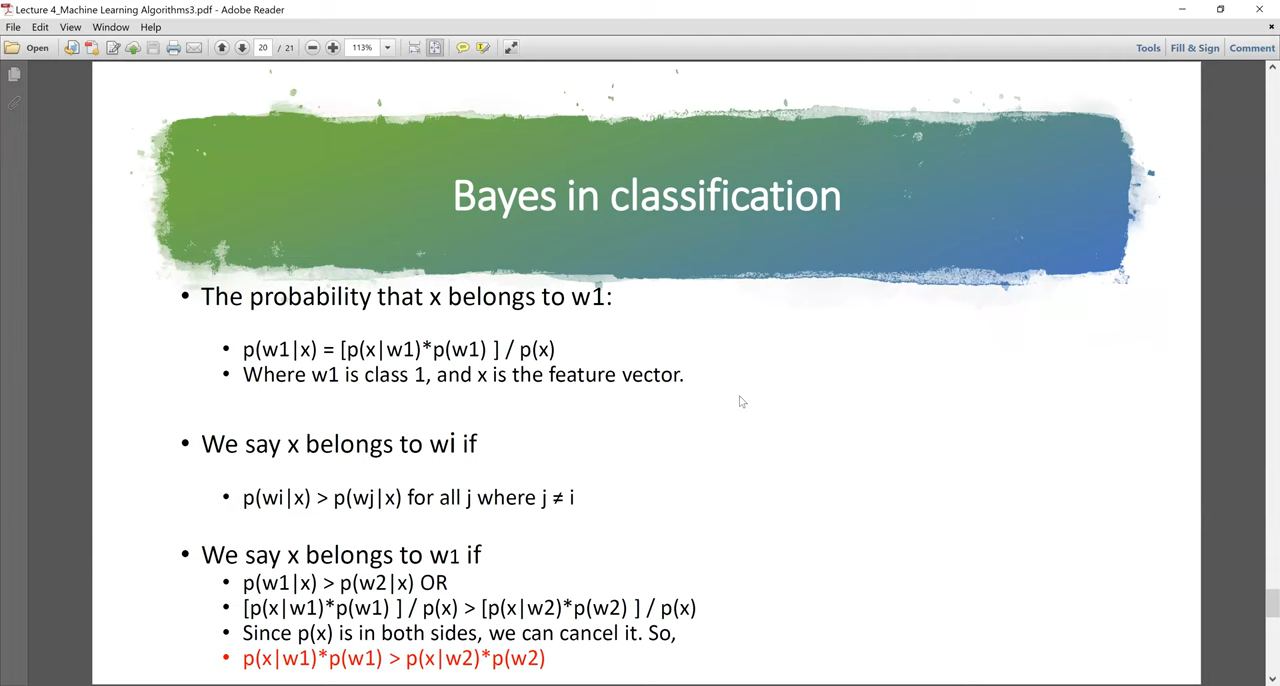 Lecture 4_Machine Learning Algorithms3.pdf - Adobe Reader
File Edit View Window Help
Open 20 / 21 113% Tools Fill & Sign Comment
Bayes in classification
• The probability that x belongs to w1:
• p(w1|x) = [p(x|w1)*p(w1) ] / p(x)
• Where w1 is class 1, and x is the feature vector.
• We say x belongs to wi if
• p(wi|x) > p(wj|x) for all j where j ≠ i
• We say x belongs to w1 if
• p(w1|x) > p(w2|x) OR
• [p(x|w1)*p(w1) ] / p(x) > [p(x|w2)*p(w2) ] / p(x)
• Since p(x) is in both sides, we can cancel it. So,
• p(x|w1)*p(w1) > p(x|w2)*p(w2)